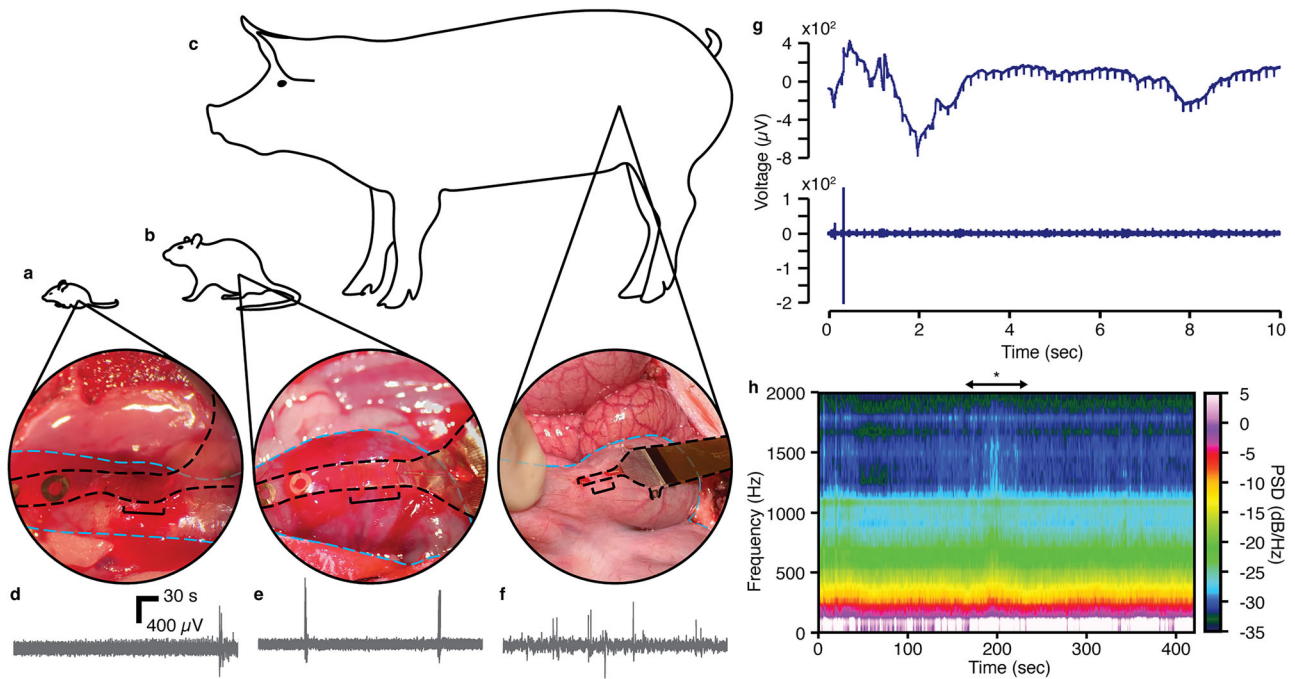 a
b
c
d
30 s
400 µV
e
f
g
x10²
4
0
-4
-8
Voltage (µV)
x10²
1
0
-1
-2
0 2 4 6 8 10
Time (sec)
h
*
2000
1500
1000
500
0
Frequency (Hz)
0 100 200 300 400
Time (sec)
5
0
-5
-10
-15
-20
-25
-30
-35
PSD (dB/Hz)